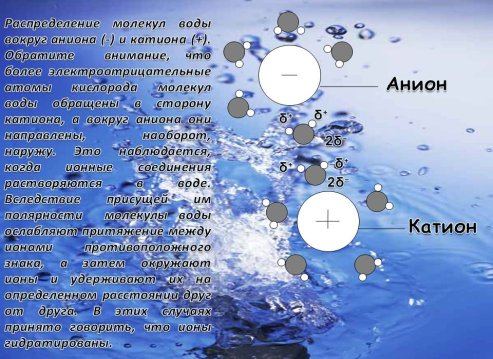 Распределение молекул воды
вокруг аниона (-) и катиона (+).
Обратите внимание, что
более электроотрицательные
атомы кислорода молекул
воды обращены в сторону
катиона, а вокруг аниона они
направлены, наоборот,
наружу. Это наблюдается,
когда ионные соединения
растворяются в воде.
Вследствие присущей им
полярности молекулы воды
ослабляют притяжение между
ионами противоположного
знака, а затем окружают
ионы и удерживают их на
определенном расстоянии друг
от друга. В этих случаях
принято говорить, что ионы
гидратированы.
−
Анион
δ⁺ δ⁺
2δ⁻
δ⁺ δ⁺
2δ⁻
+
Катион